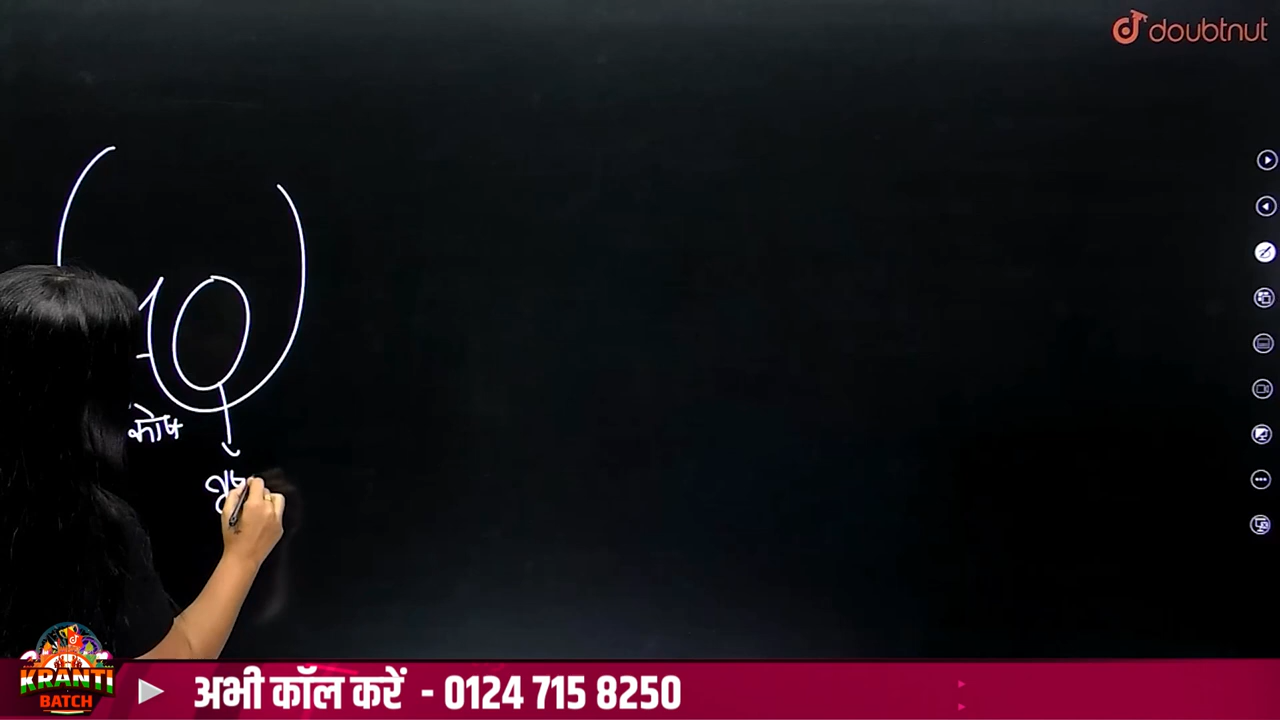 doubtnut
कोष
वृष
KRANTI
BATCH
अभी कॉल करें - 0124 715 8250